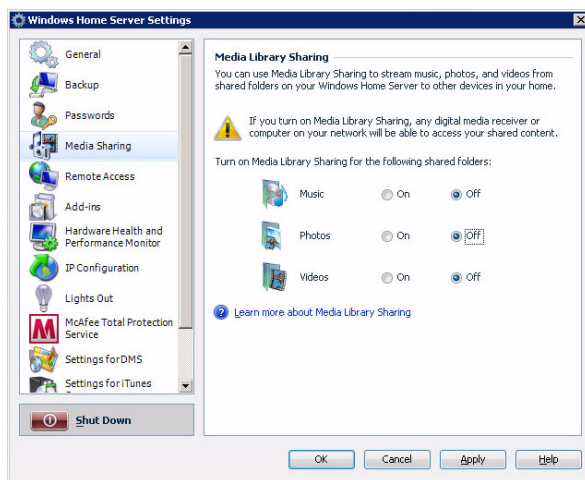 Windows Home Server Settings
General
Backup
Passwords
Media Sharing
Remote Access
Add-ins
Hardware Health and
Performance Monitor
IP Configuration
Lights Out
McAfee Total Protection
Service
Settings for DMS
Settings for iTunes
Shut Down
Media Library Sharing
You can use Media Library Sharing to stream music, photos, and videos from
shared folders on your Windows Home Server to other devices in your home.
If you turn on Media Library Sharing, any digital media receiver or
computer on your network will be able to access your shared content.
Turn on Media Library Sharing for the following shared folders:
Music On Off
Photos On Off
Videos On Off
Learn more about Media Library Sharing
OK Cancel Apply Help